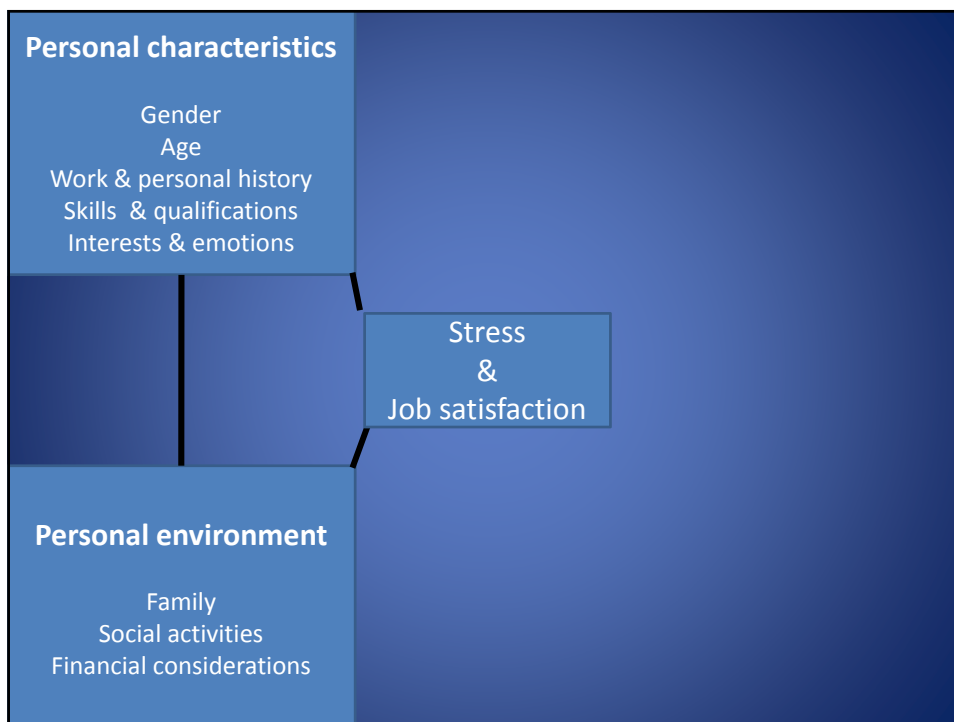 Personal characteristics
Gender
Age
Work & personal history
Skills  & qualifications
Interests & emotions
Stress
&
Job satisfaction
Personal environment
Family
Social activities
Financial considerations